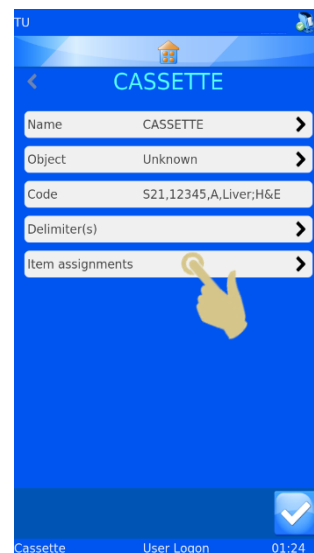 TU
CASSETTE
Name CASSETTE
Object Unknown
Code S21,12345,A,Liver;H&E
Delimiter(s)
Item assignments
Cassette User Logon 01:24